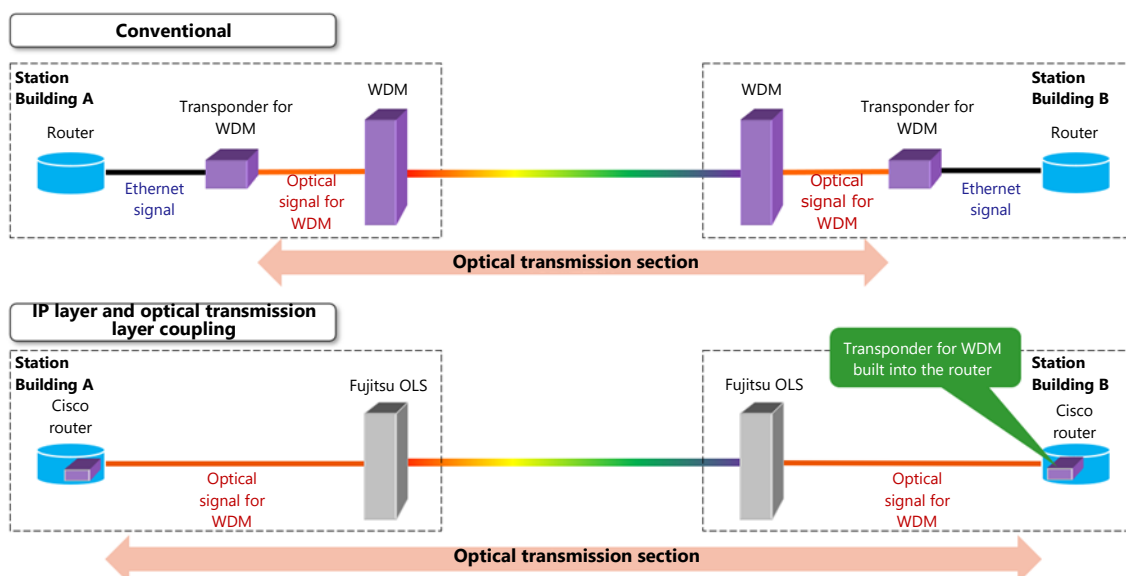 Conventional
Station
Building A
Router
Transponder for
WDM
WDM
Ethernet
signal
Optical
signal for
WDM
WDM
Transponder for
WDM
Station
Building B
Router
Optical
signal for
WDM
Ethernet
signal
Optical transmission section
IP layer and optical transmission
layer coupling
Station
Building A
Cisco
router
Fujitsu OLS
Optical
signal for
WDM
Fujitsu OLS
Transponder for WDM
built into the router
Station
Building B
Cisco
router
Optical
signal for
WDM
Optical transmission section